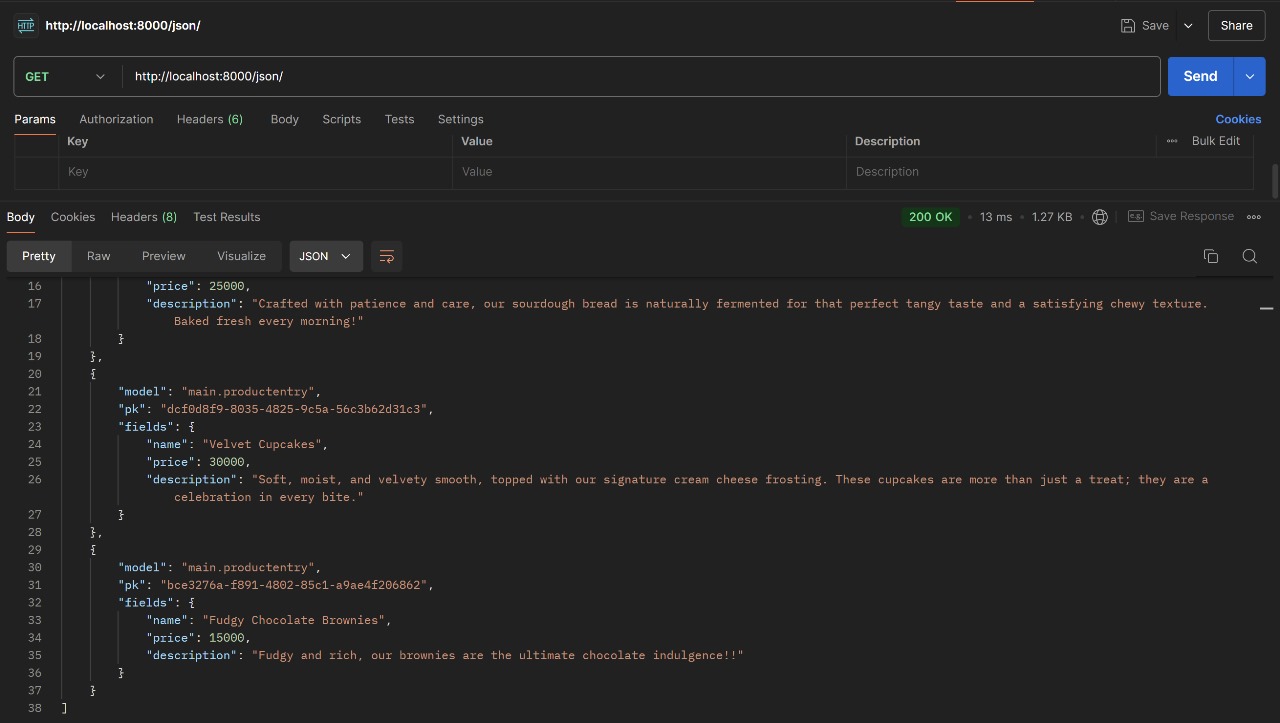 HTTP http://localhost:8000/json/ Save Share
GET http://localhost:8000/json/ Send
Params Authorization Headers (6) Body Scripts Tests Settings Cookies
Key Value Description Bulk Edit
Key Value Description
Body Cookies Headers (8) Test Results 200 OK • 13 ms • 1.27 KB Save Response
Pretty Raw Preview Visualize JSON
16 "price": 25000,
17 "description": "Crafted with patience and care, our sourdough bread is naturally fermented for that perfect tangy taste and a satisfying chewy texture.
Baked fresh every morning!"
18 }
19 },
20 {
21 "model": "main.productentry",
22 "pk": "dcf0d8f9-8035-4825-9c5a-56c3b62d31c3",
23 "fields": {
24 "name": "Velvet Cupcakes",
25 "price": 30000,
26 "description": "Soft, moist, and velvety smooth, topped with our signature cream cheese frosting. These cupcakes are more than just a treat; they are a
celebration in every bite."
27 }
28 },
29 {
30 "model": "main.productentry",
31 "pk": "bce3276a-f891-4802-85c1-a9ae4f206862",
32 "fields": {
33 "name": "Fudgy Chocolate Brownies",
34 "price": 15000,
35 "description": "Fudgy and rich, our brownies are the ultimate chocolate indulgence!!"
36 }
37 }
38 ]